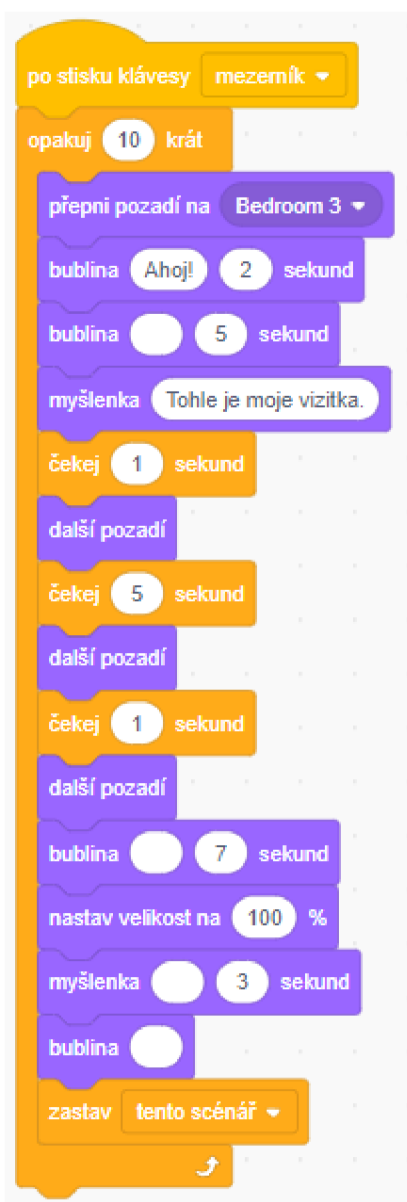 po stisku klávesy mezerník
opakuj 10 krát
přepni pozadí na Bedroom 3
bublina Ahoj! 2 sekund
bublina 5 sekund
myšlenka Tohle je moje vizitka.
čekej 1 sekund
další pozadí
čekej 5 sekund
další pozadí
čekej 1 sekund
další pozadí
bublina 7 sekund
nastav velikost na 100 %
myšlenka 3 sekund
bublina
zastav tento scénář